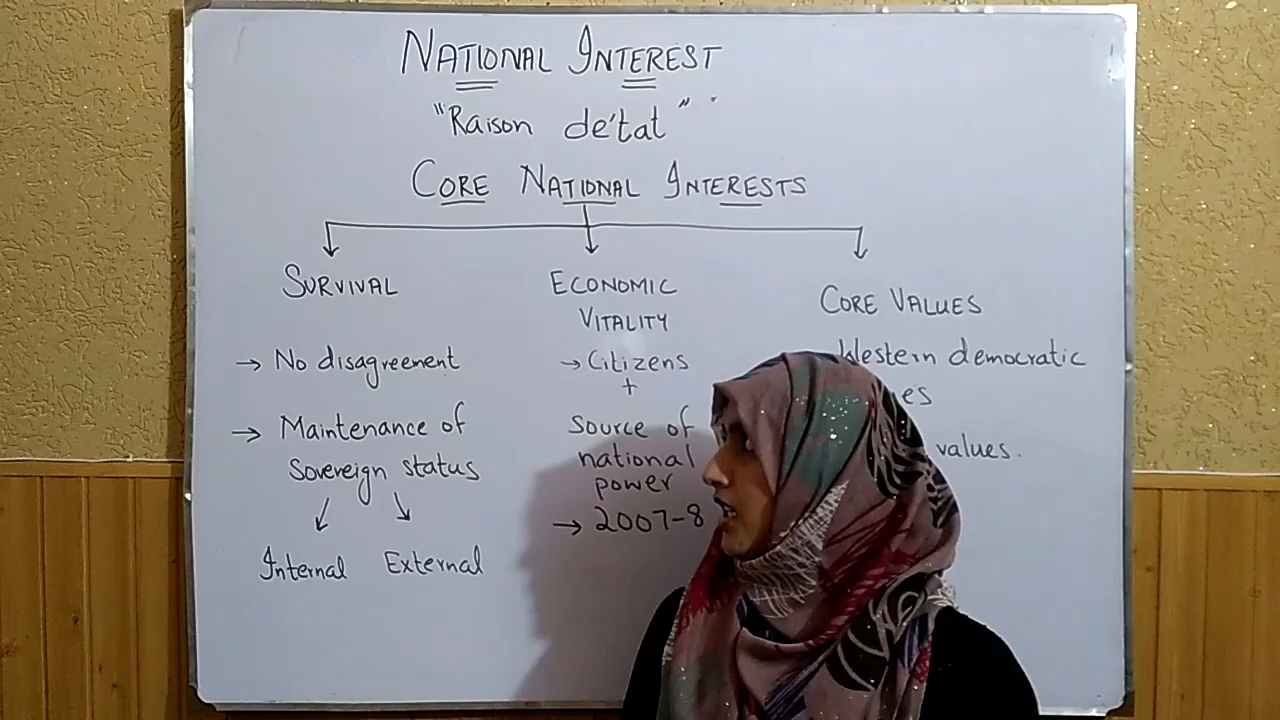 NATIONAL INTEREST
"Raison de'tat"
CORE NATIONAL INTERESTS
SURVIVAL
→ No disagreement
→ Maintenance of
Sovereign status
Internal External
ECONOMIC
VITALITY
→ Citizens
+
Source of
national
power
→ 2007-8
CORE VALUES
Western democratic
values.